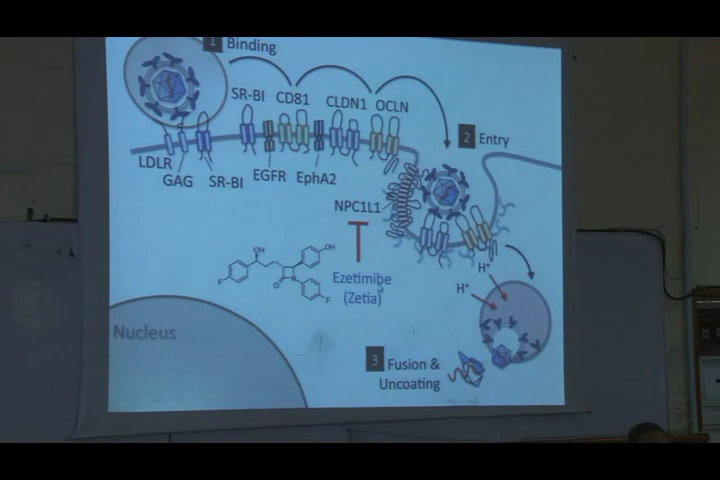 1 Binding
SR-BI CD81 CLDN1 OCLN
2 Entry
LDLR
GAG SR-BI EGFR EphA2
NPC1L1
OH
OH
F
O
N
F
Ezetimibe
(Zetia)
H+
H+
Nucleus
3 Fusion &
Uncoating